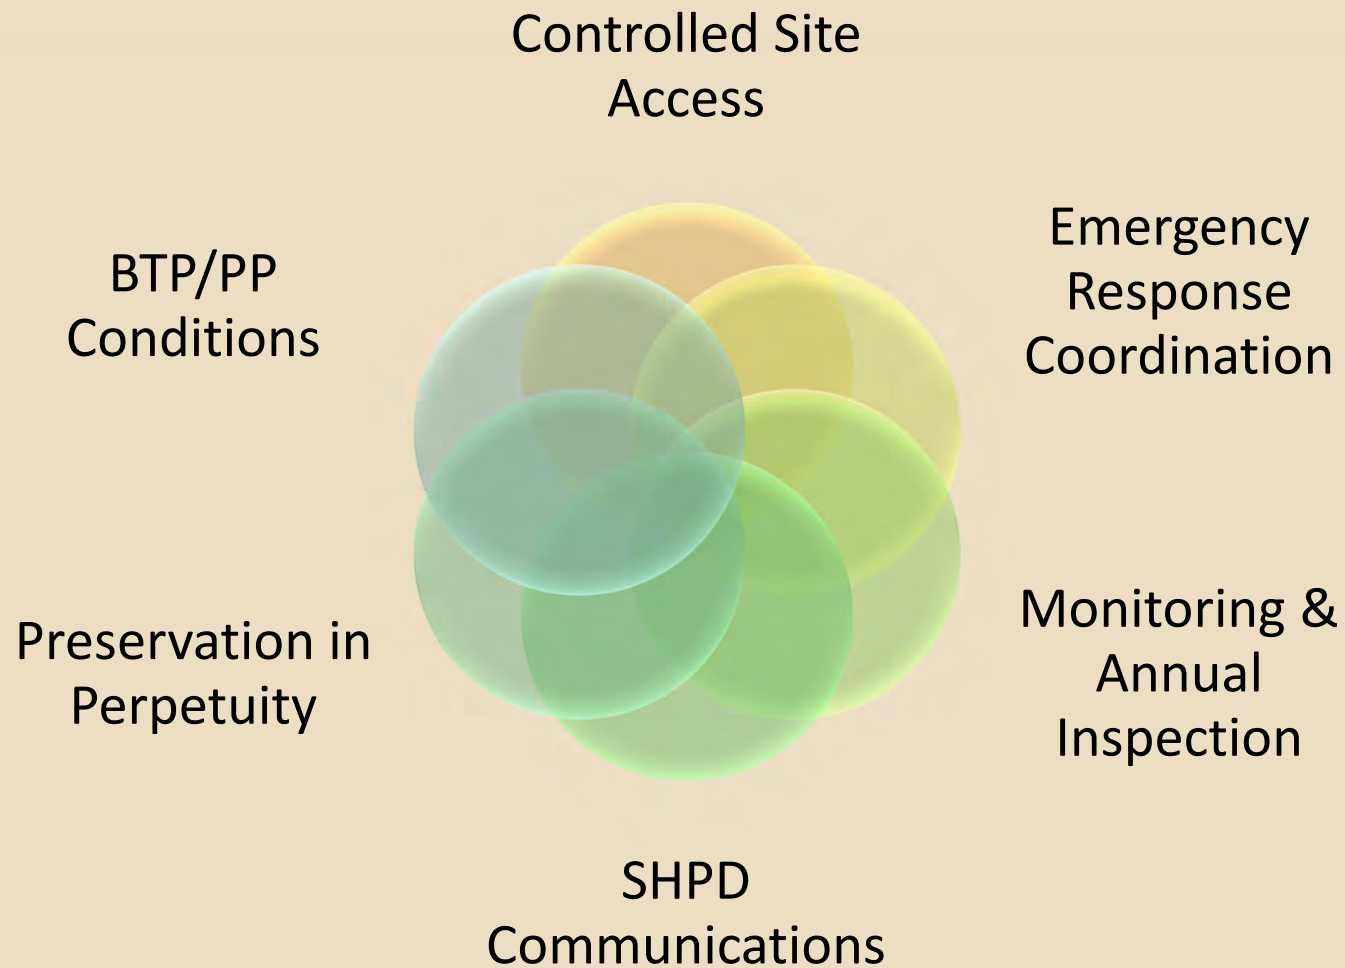 Controlled Site
Access
Emergency
Response
Coordination
Monitoring &
Annual
Inspection
SHPD
Communications
Preservation in
Perpetuity
BTP/PP
Conditions